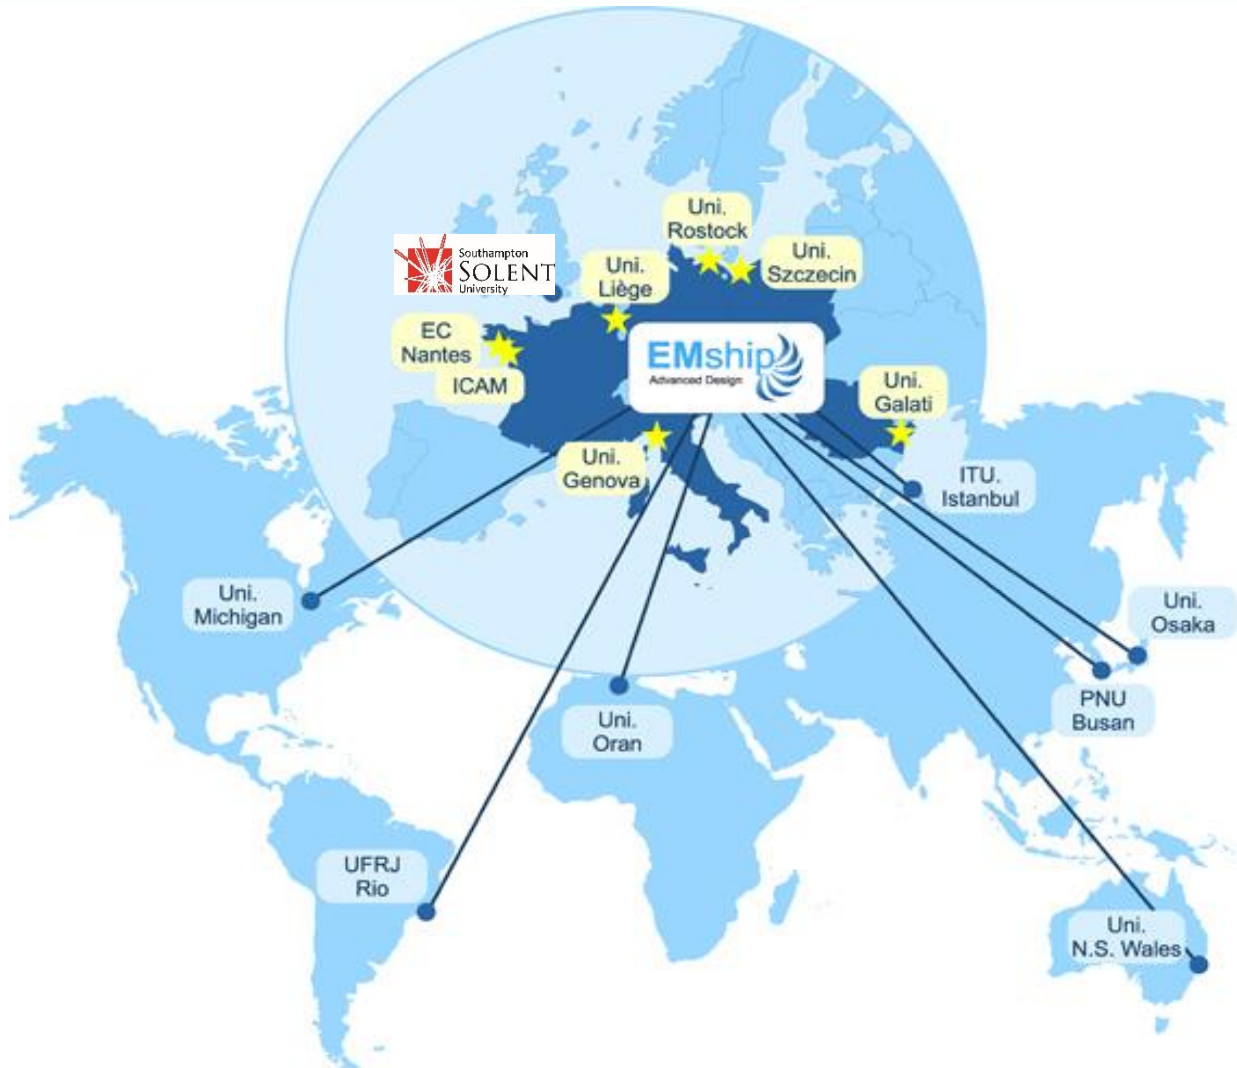 Uni.
Rostock
Southampton
SOLENT
University
Uni.
Szczecin
Uni.
Liège
EC
Nantes
ICAM
EMship
Advanced Design
Uni.
Galati
Uni.
Genova
ITU.
Istanbul
Uni.
Michigan
Uni.
Osaka
PNU
Busan
Uni.
Oran
UFRJ
Rio
Uni.
N.S. Wales